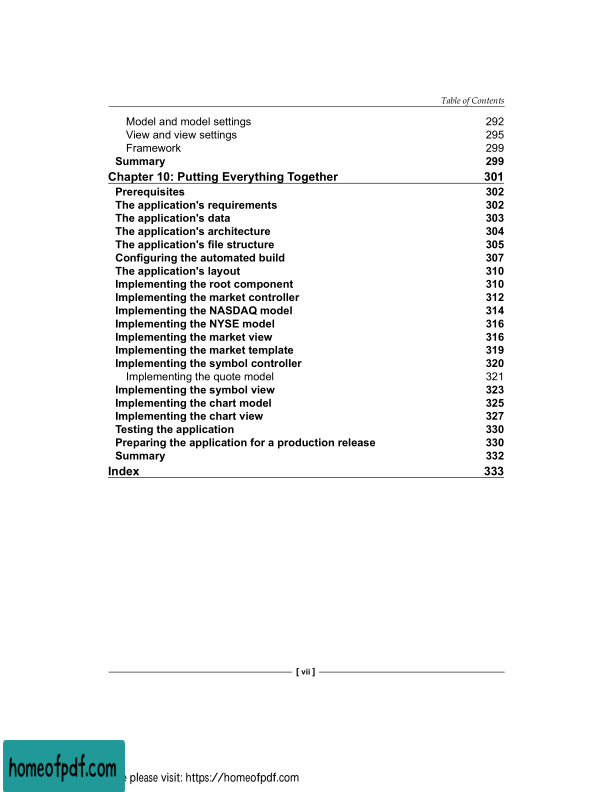 Table of Contents
Model and model settings 292
View and view settings 295
Framework 299
Summary 299
Chapter 10: Putting Everything Together 301
Prerequisites 302
The application's requirements 302
The application's data 303
The application's architecture 304
The application's file structure 305
Configuring the automated build 307
The application's layout 310
Implementing the root component 310
Implementing the market controller 312
Implementing the NASDAQ model 314
Implementing the NYSE model 316
Implementing the market view 316
Implementing the market template 319
Implementing the symbol controller 320
Implementing the quote model 321
Implementing the symbol view 323
Implementing the chart model 325
Implementing the chart view 327
Testing the application 330
Preparing the application for a production release 330
Summary 332
Index 333
[ vii ]
homeofpdf.com
please visit: https://homeofpdf.com